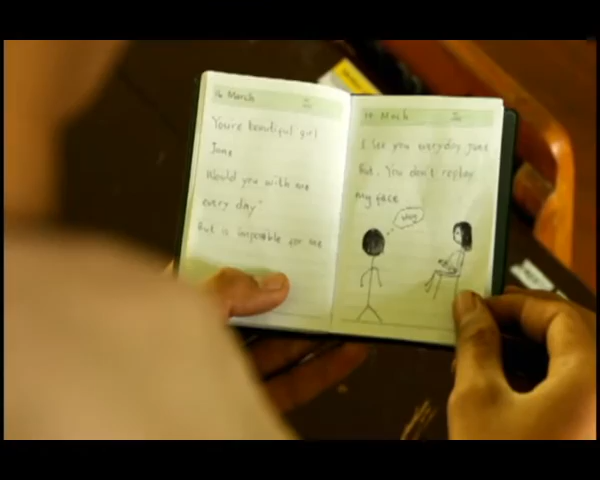 16 March
You're beautiful girl
Jane
Would you with me
every day"
But is impossible for me
March
I see you everyday Jane
But. You don't replay
my face